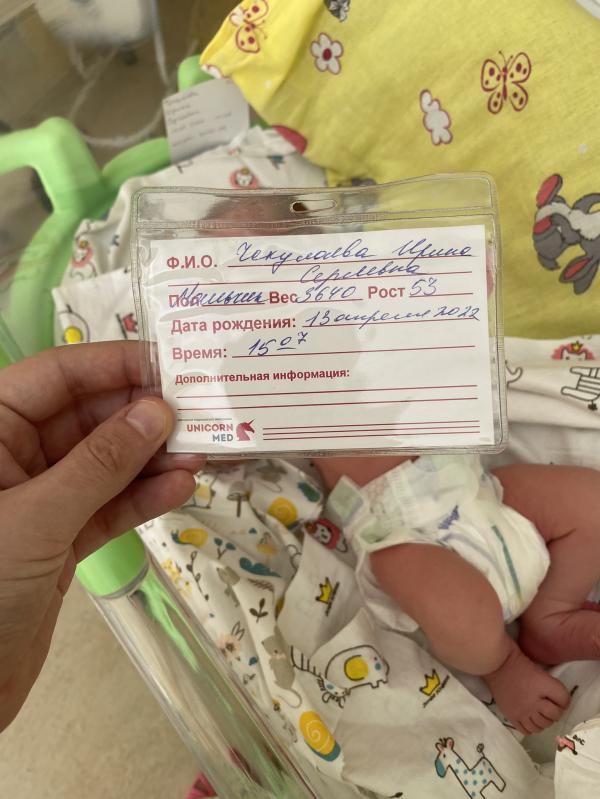 Ф.И.О. Чекулаева Ирина
Сергеевна
Пол Мальчик Вес 3640 Рост 53
Дата рождения: 13 апреля 2022
Время: 15 07
Дополнительная информация:
UNICORN
MED